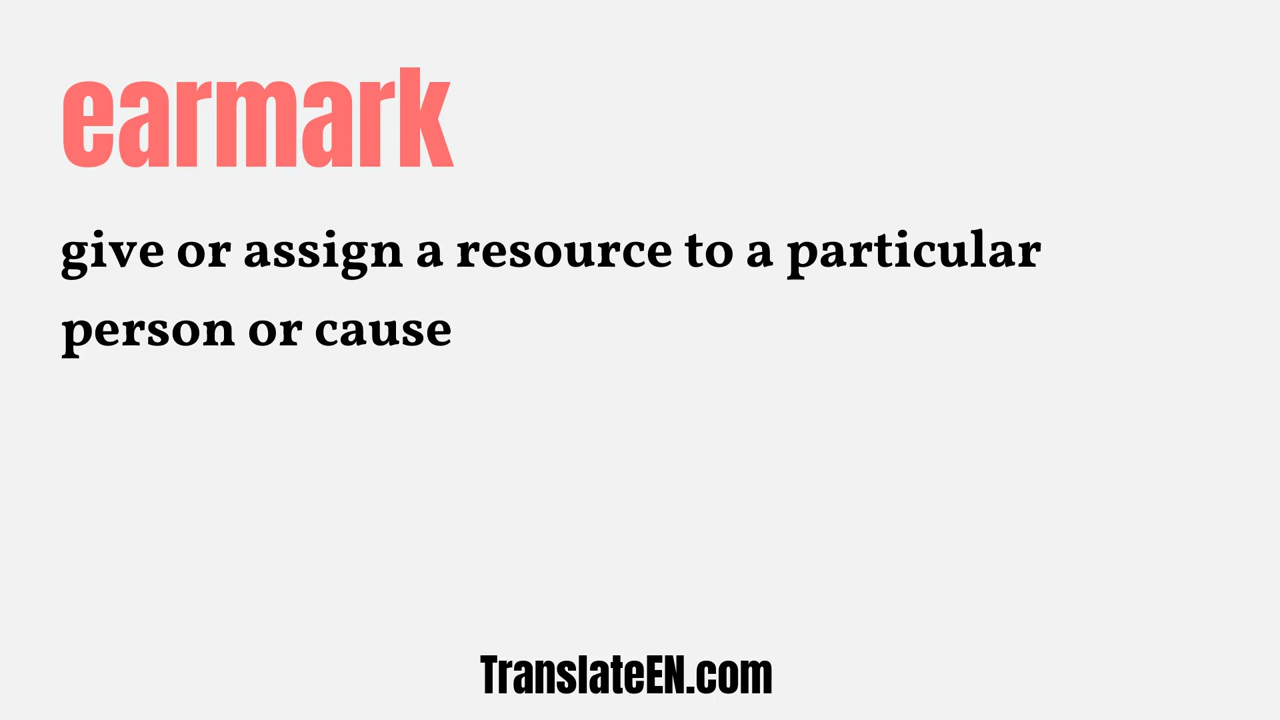 earmark
give or assign a resource to a particular
person or cause
TranslateEN.com